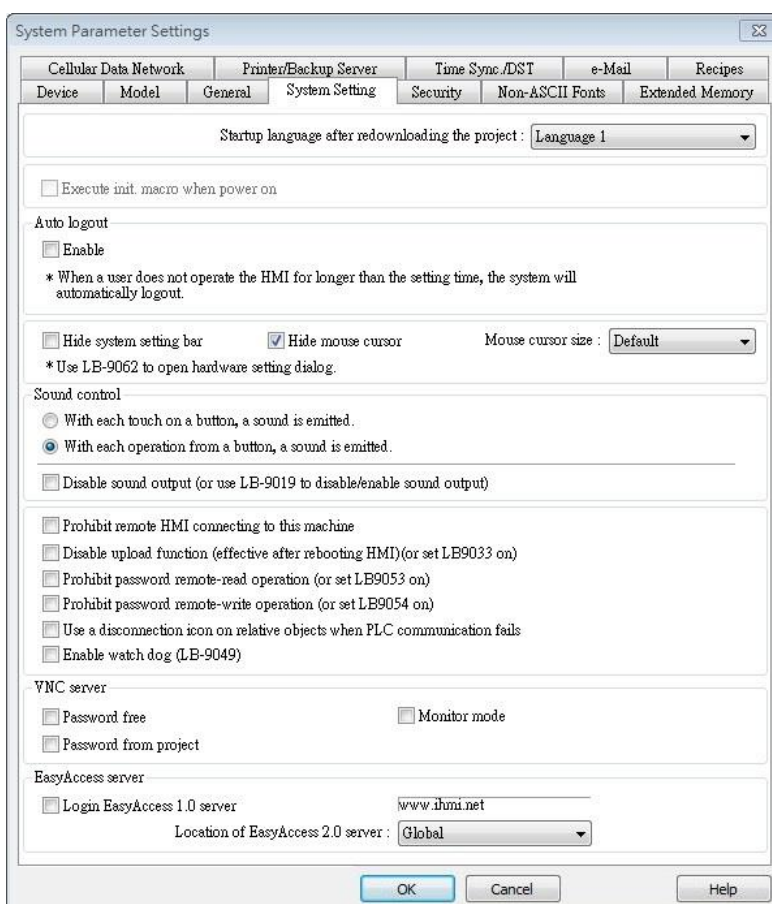 System Parameter Settings
Cellular Data Network Printer/Backup Server Time Sync./DST e-Mail Recipes
Device Model General System Setting Security Non-ASCII Fonts Extended Memory
Startup language after redownloading the project : Language 1
Execute init. macro when power on
Auto logout
Enable
* When a user does not operate the HMI for longer than the setting time, the system will
automatically logout.
Hide system setting bar Hide mouse cursor Mouse cursor size : Default
* Use LB-9062 to open hardware setting dialog.
Sound control
With each touch on a button, a sound is emitted.
With each operation from a button, a sound is emitted.
Disable sound output (or use LB-9019 to disable/enable sound output)
Prohibit remote HMI connecting to this machine
Disable upload function (effective after rebooting HMI)(or set LB9033 on)
Prohibit password remote-read operation (or set LB9053 on)
Prohibit password remote-write operation (or set LB9054 on)
Use a disconnection icon on relative objects when PLC communication fails
Enable watch dog (LB-9049)
VNC server
Password free Monitor mode
Password from project
EasyAccess server
Login EasyAccess 1.0 server www.ihmi.net
Location of EasyAccess 2.0 server : Global
OK Cancel Help